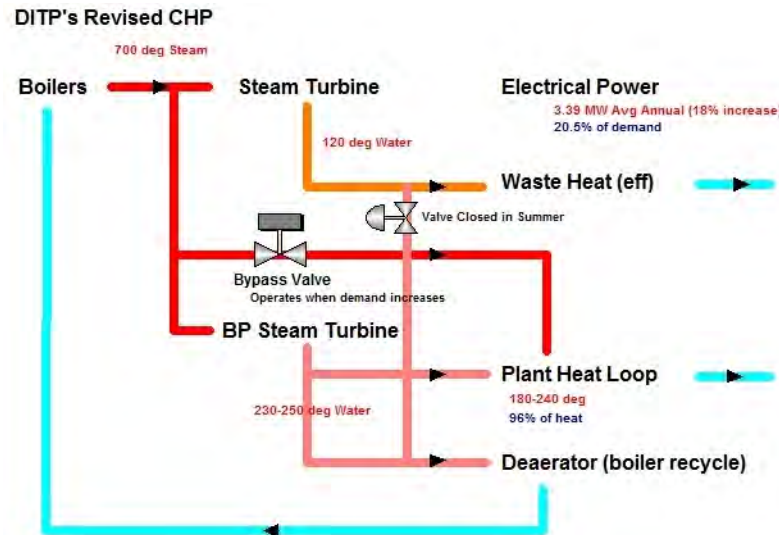 DITP's Revised CHP
700 deg Steam
Boilers
Steam Turbine
Electrical Power
3.39 MW Avg Annual (18% increase)
20.5% of demand
120 deg Water
Waste Heat (eff)
Valve Closed in Summer
Bypass Valve
Operates when demand increases
BP Steam Turbine
Plant Heat Loop
180-240 deg
96% of heat
230-250 deg Water
Deaerator (boiler recycle)